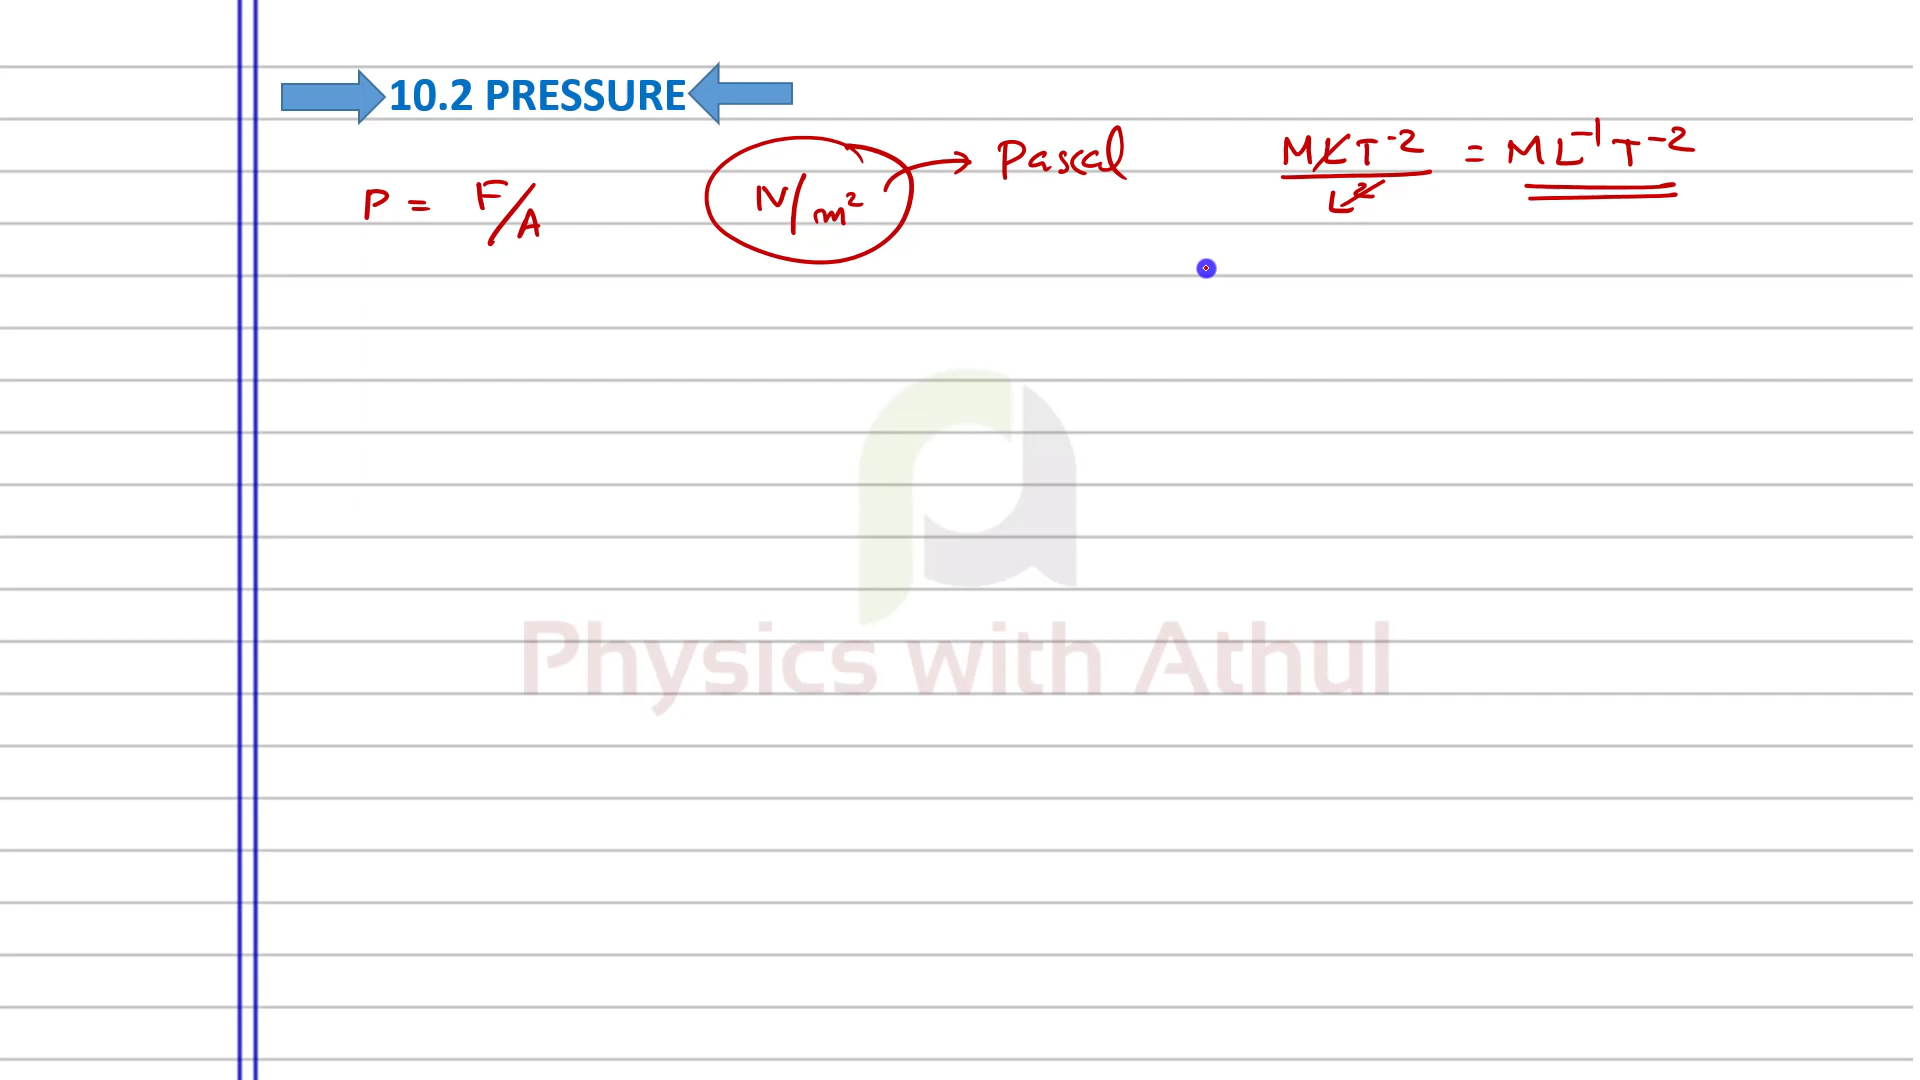 10.2 PRESSURE
P = F/A N/m² → Pascal MLT⁻²/L² = ML⁻¹T⁻²
Physics with Athul